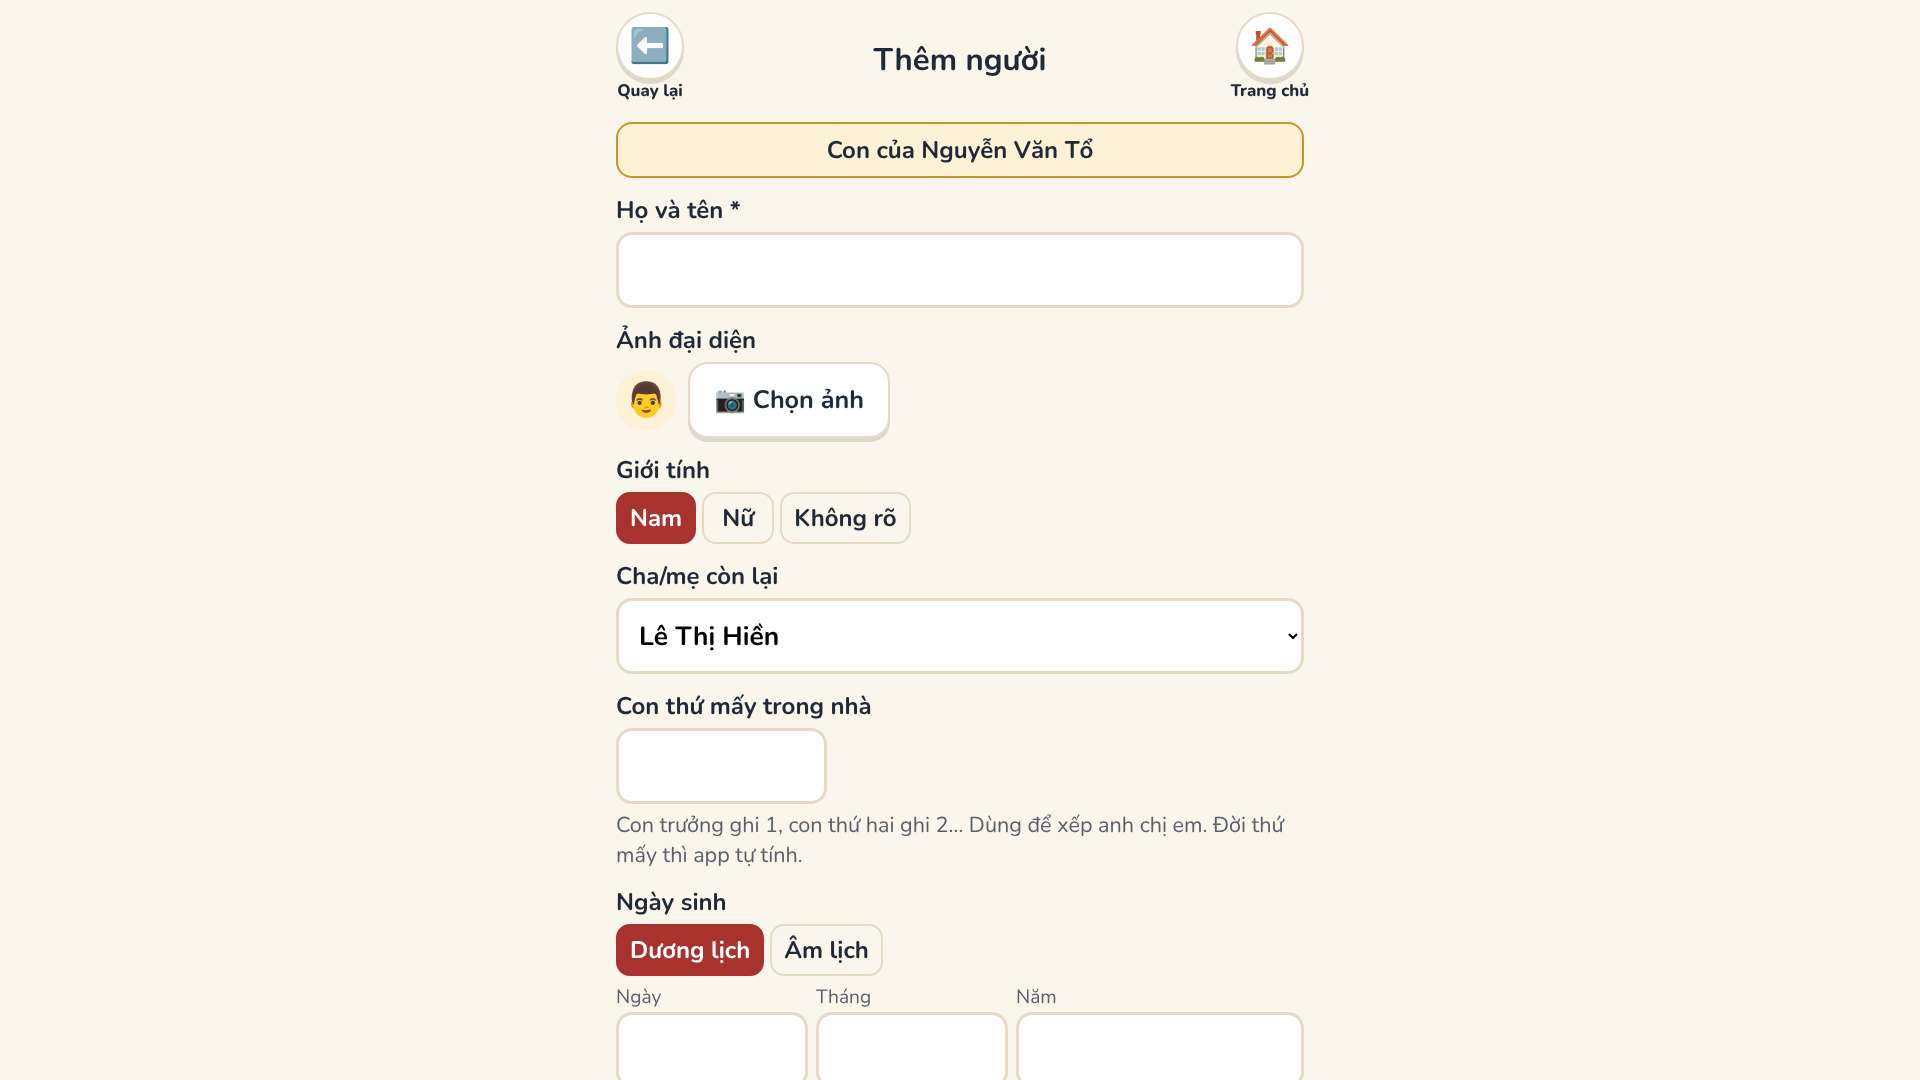 Quay lại
Thêm người
Trang chủ
Con của Nguyễn Văn Tổ
Họ và tên *
Ảnh đại diện
Chọn ảnh
Giới tính
Nam
Nữ
Không rõ
Cha/mẹ còn lại
Lê Thị Hiền
Con thứ mấy trong nhà
Con trưởng ghi 1, con thứ hai ghi 2... Dùng để xếp anh chị em. Đời thứ
mấy thì app tự tính.
Ngày sinh
Dương lịch
Âm lịch
Ngày
Tháng
Năm